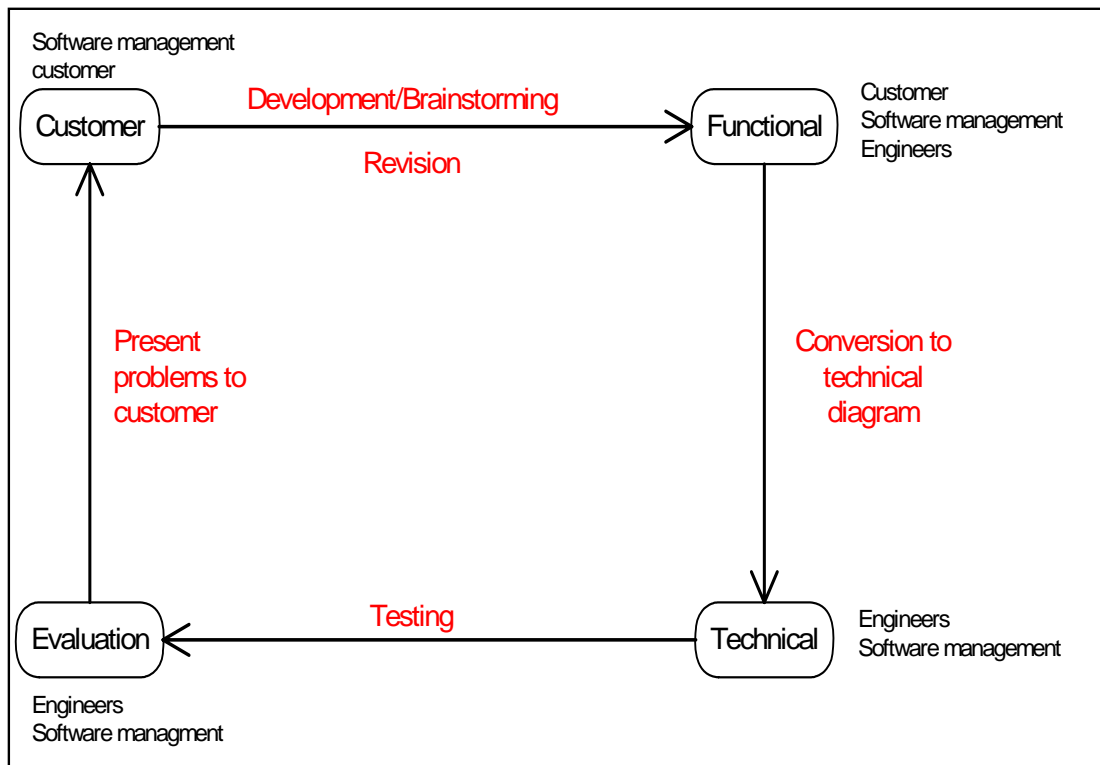 Software management
customer
Customer
Development/Brainstorming
Revision
Functional
Customer
Software management
Engineers
Present
problems to
customer
Conversion to
technical
diagram
Evaluation
Testing
Technical
Engineers
Software management
Engineers
Software managment